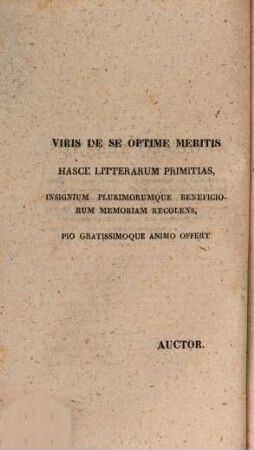 VIRIS DE SE OPTIME MERITIS
HASCE LITTERARUM PRIMITIAS,
INSIGNIUM PLURIMORUMQUE BENEFICIO-
RUM MEMORIAM RECOLENS,
PIO GRATISSIMOQUE ANIMO OFFERT
AUCTOR.